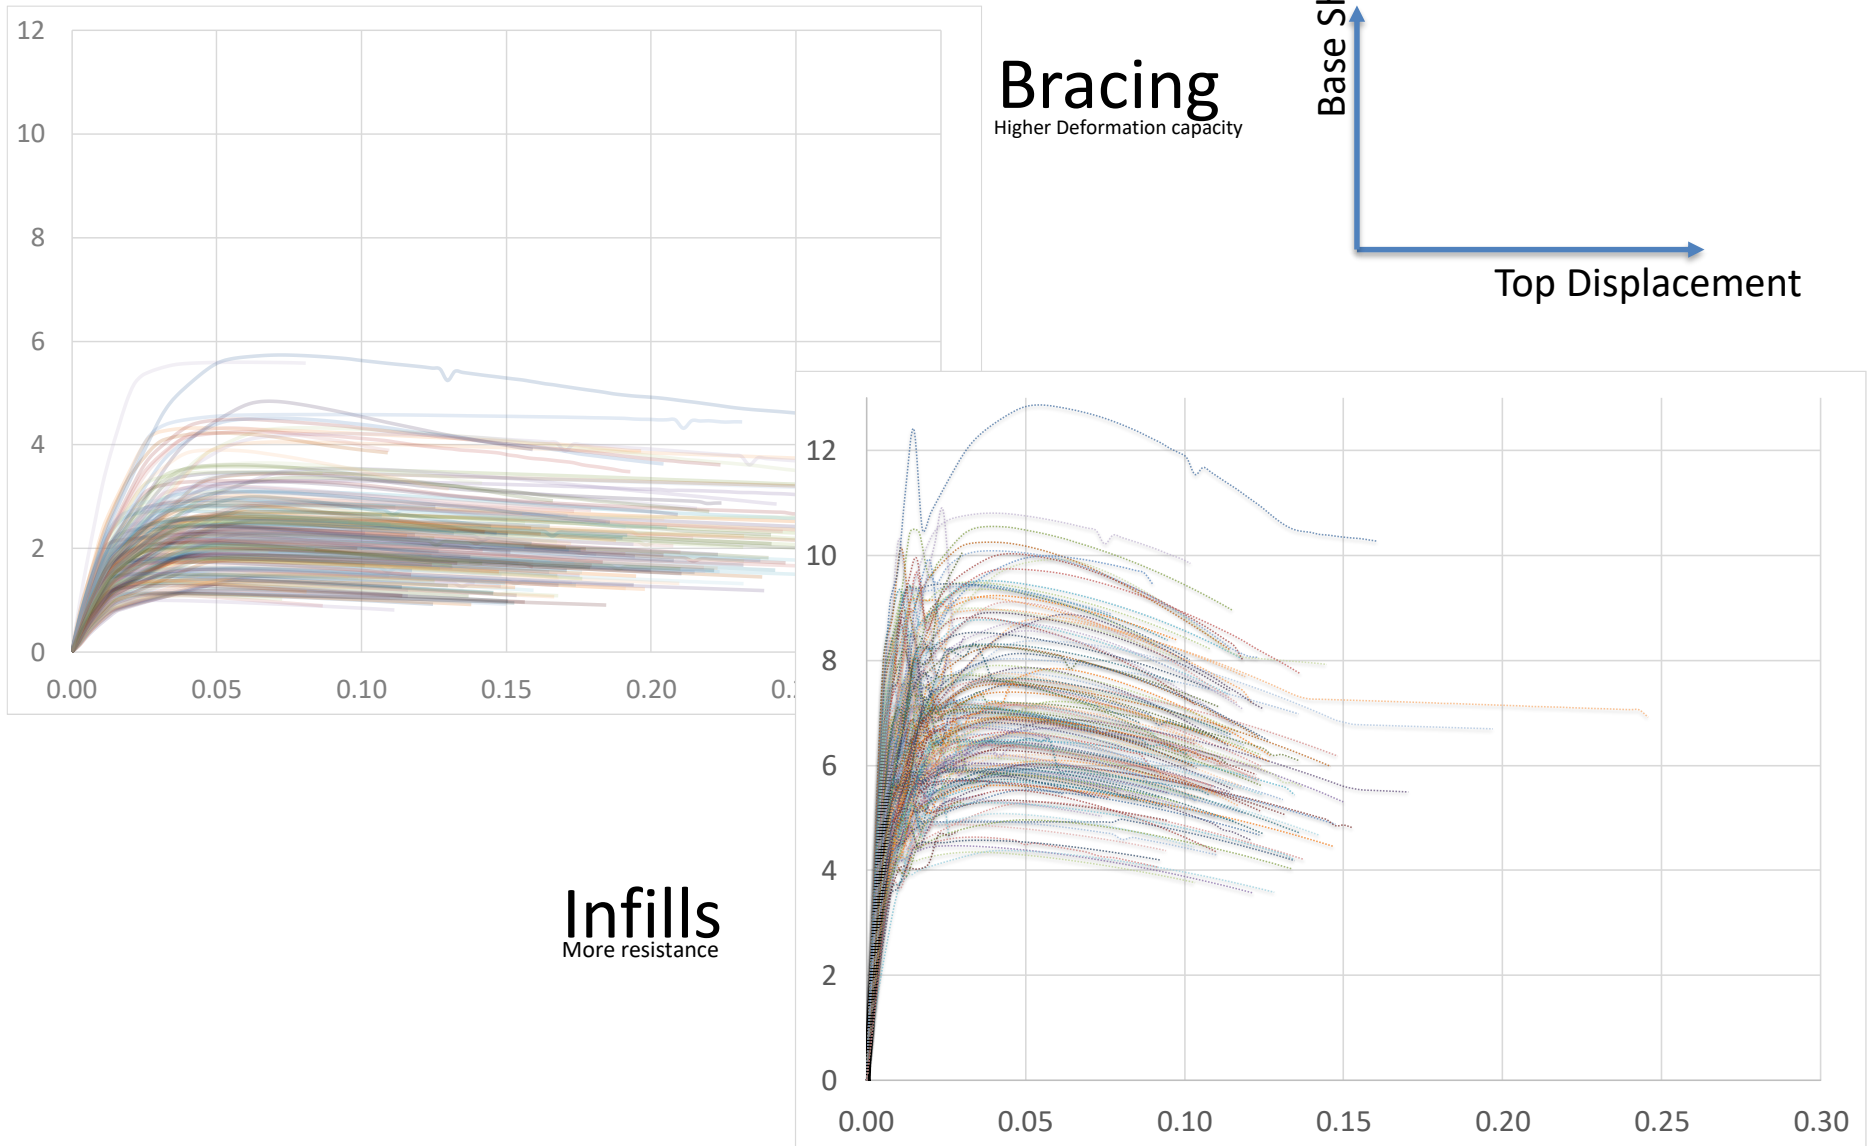 12
10
8
6
4
2
0
0.00 0.05 0.10 0.15 0.20
Bracing
Higher Deformation capacity
Base
Top Displacement
Infills
More resistance
12
10
8
6
4
2
0
0.00 0.05 0.10 0.15 0.20 0.25 0.30